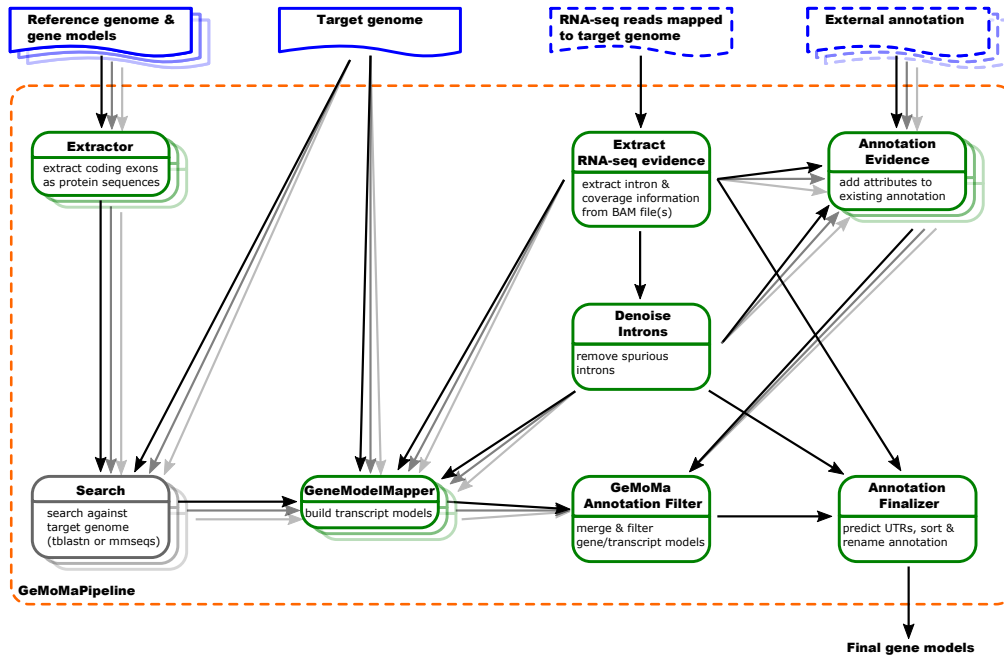 Reference genome &
gene models
Target genome
RNA-seq reads mapped
to target genome
External annotation
Extractor
extract coding exons
as protein sequences
Extract
RNA-seq evidence
extract intron &
coverage information
from BAM file(s)
Annotation
Evidence
add attributes to
existing annotation
Denoise
Introns
remove spurious
introns
Search
search against
target genome
(tblastn or mmseqs)
GeneModelMapper
build transcript models
GeMoMa
Annotation Filter
merge & filter
gene/transcript models
Annotation
Finalizer
predict UTRs, sort &
rename annotation
GeMoMaPipeline
Final gene models